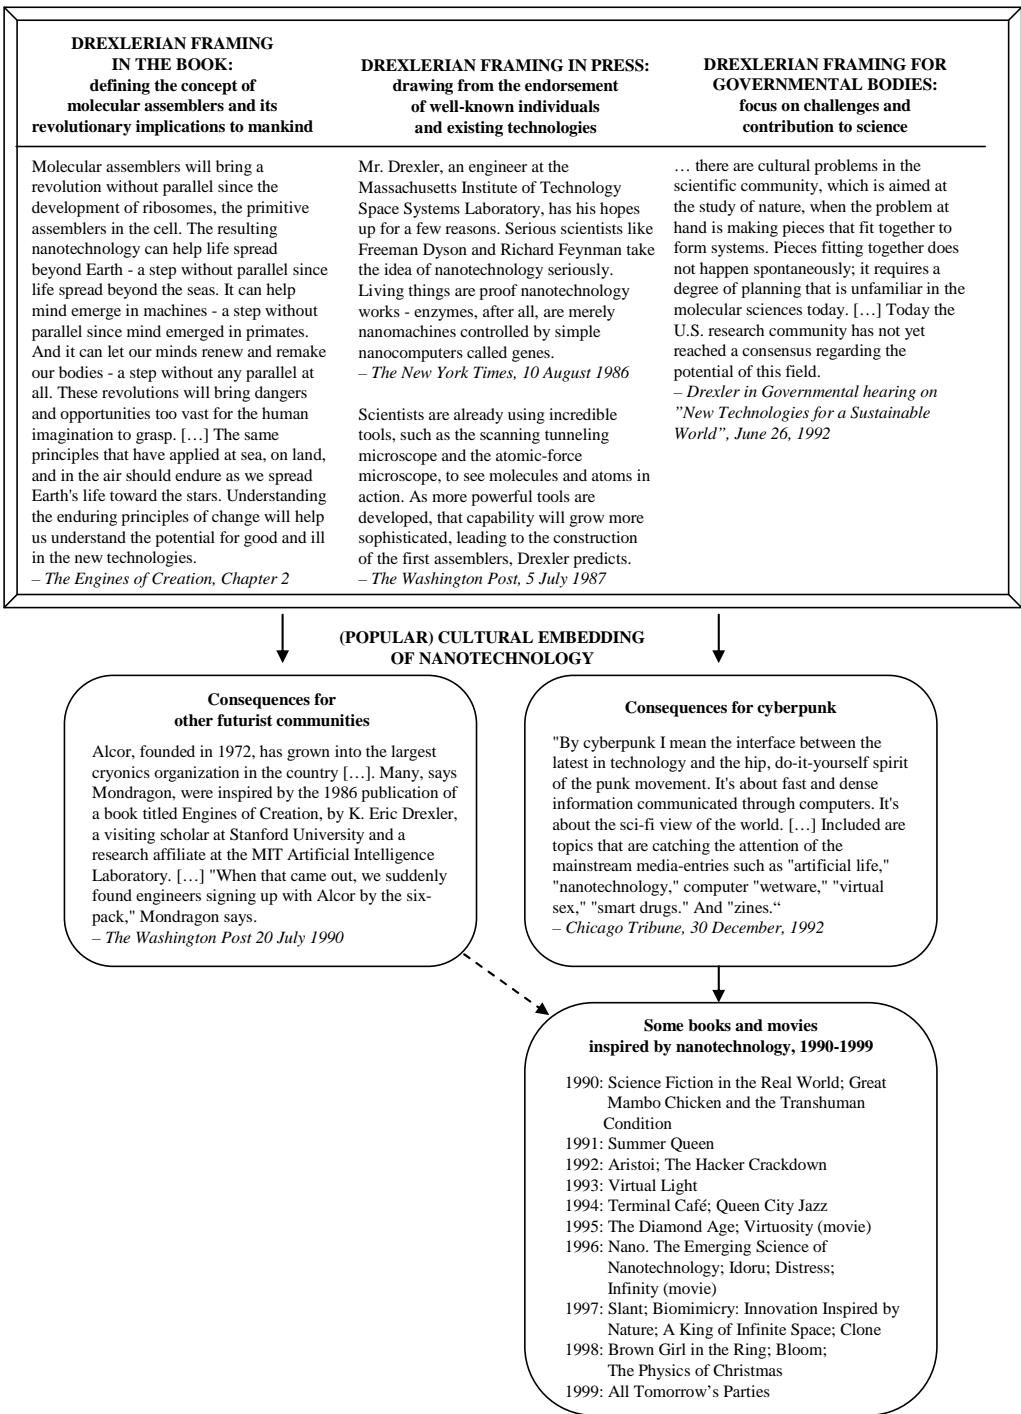 DREXLERIAN FRAMING
IN THE BOOK:
defining the concept of
molecular assemblers and its
revolutionary implications to mankind
Molecular assemblers will bring a
revolution without parallel since the
development of ribosomes, the primitive
assemblers in the cell. The resulting
nanotechnology can help life spread
beyond Earth - a step without parallel since
life spread beyond the seas. It can help
mind emerge in machines - a step without
parallel since mind emerged in primates.
And it can let our minds renew and remake
our bodies - a step without any parallel at
all. These revolutions will bring dangers
and opportunities too vast for the human
imagination to grasp. […] The same
principles that have applied at sea, on land,
and in the air should endure as we spread
Earth's life toward the stars. Understanding
the enduring principles of change will help
us understand the potential for good and ill
in the new technologies.
– The Engines of Creation, Chapter 2
DREXLERIAN FRAMING IN PRESS:
drawing from the endorsement
of well-known individuals
and existing technologies
Mr. Drexler, an engineer at the
Massachusetts Institute of Technology
Space Systems Laboratory, has his hopes
up for a few reasons. Serious scientists like
Freeman Dyson and Richard Feynman take
the idea of nanotechnology seriously.
Living things are proof nanotechnology
works - enzymes, after all, are merely
nanomachines controlled by simple
nanocomputers called genes.
– The New York Times, 10 August 1986
Scientists are already using incredible
tools, such as the scanning tunneling
microscope and the atomic-force
microscope, to see molecules and atoms in
action. As more powerful tools are
developed, that capability will grow more
sophisticated, leading to the construction
of the first assemblers, Drexler predicts.
– The Washington Post, 5 July 1987
DREXLERIAN FRAMING FOR
GOVERNMENTAL BODIES:
focus on challenges and
contribution to science
… there are cultural problems in the
scientific community, which is aimed at
the study of nature, when the problem at
hand is making pieces that fit together to
form systems. Pieces fitting together does
not happen spontaneously; it requires a
degree of planning that is unfamiliar in the
molecular sciences today. […] Today the
U.S. research community has not yet
reached a consensus regarding the
potential of this field.
– Drexler in Governmental hearing on
”New Technologies for a Sustainable
World”, June 26, 1992
(POPULAR) CULTURAL EMBEDDING
OF NANOTECHNOLOGY
Consequences for
other futurist communities
Alcor, founded in 1972, has grown into the largest
cryonics organization in the country […]. Many, says
Mondragon, were inspired by the 1986 publication of
a book titled Engines of Creation, by K. Eric Drexler,
a visiting scholar at Stanford University and a
research affiliate at the MIT Artificial Intelligence
Laboratory. […] "When that came out, we suddenly
found engineers signing up with Alcor by the six-
pack," Mondragon says.
– The Washington Post 20 July 1990
Consequences for cyberpunk
"By cyberpunk I mean the interface between the
latest in technology and the hip, do-it-yourself spirit
of the punk movement. It's about fast and dense
information communicated through computers. It's
about the sci-fi view of the world. […] Included are
topics that are catching the attention of the
mainstream media-entries such as "artificial life,"
"nanotechnology," computer "wetware," "virtual
sex," "smart drugs." And "zines.“
– Chicago Tribune, 30 December, 1992
Some books and movies
inspired by nanotechnology, 1990-1999
1990: Science Fiction in the Real World; Great
Mambo Chicken and the Transhuman
Condition
1991: Summer Queen
1992: Aristoi; The Hacker Crackdown
1993: Virtual Light
1994: Terminal Café; Queen City Jazz
1995: The Diamond Age; Virtuosity (movie)
1996: Nano. The Emerging Science of
Nanotechnology; Idoru; Distress;
Infinity (movie)
1997: Slant; Biomimicry: Innovation Inspired by
Nature; A King of Infinite Space; Clone
1998: Brown Girl in the Ring; Bloom;
The Physics of Christmas
1999: All Tomorrow’s Parties